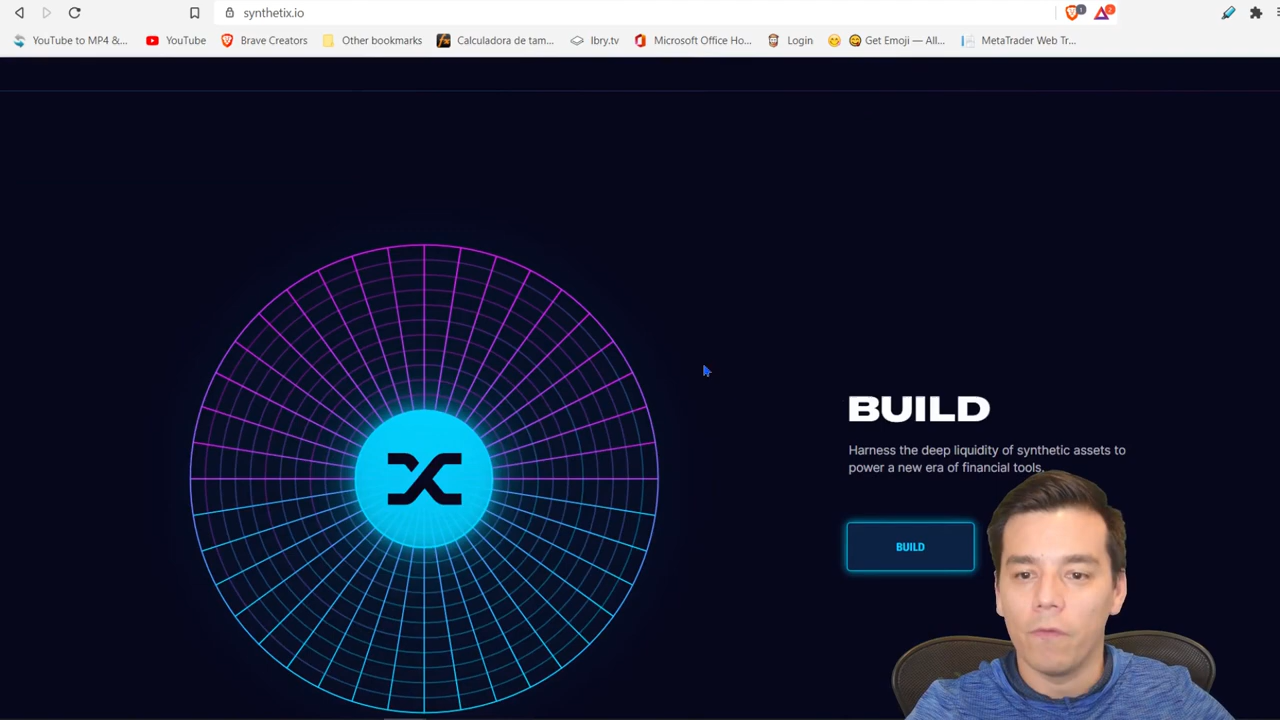 synthetix.io
1
2
YouTube to MP4 &...
YouTube
Brave Creators
Other bookmarks
Calculadora de tam...
lbry.tv
Microsoft Office Ho...
Login
Get Emoji — All...
MetaTrader Web Tr...
BUILD
Harness the deep liquidity of synthetic assets to
power a new era of financial tools.
BUILD